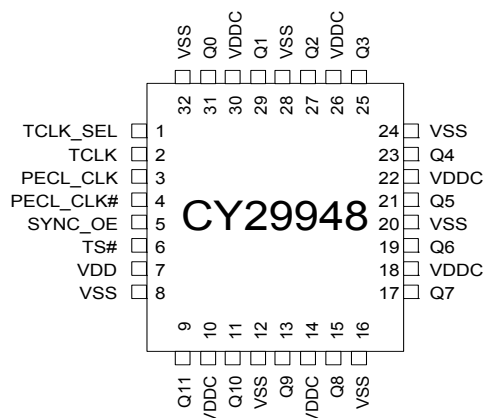 VSS Q0 VDDC Q1 VSS Q2 VDDC Q3
32 31 30 29 28 27 26 25
TCLK_SEL 1 24 VSS
TCLK 2 23 Q4
PECL_CLK 3 22 VDDC
PECL_CLK# 4 21 Q5
CY29948
SYNC_OE 5 20 VSS
TS# 6 19 Q6
VDD 7 18 VDDC
VSS 8 17 Q7
9 10 11 12 13 14 15 16
Q11 VDDC Q10 VSS Q9 VDDC Q8 VSS